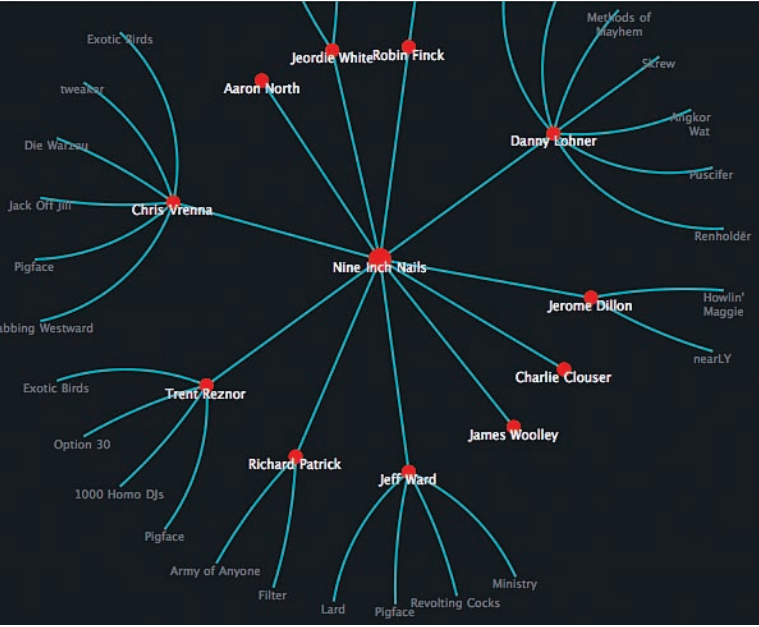 Methods of
Mayhem
Exotic Birds
Jeordie White
Robin Finck
Skrew
Aaron North
tweaker
Angkor
Wat
Danny Lohner
Die Warzau
Puscifer
Jack Off Jill
Chris Vrenna
Renholdër
Pigface
Nine Inch Nails
Howlin'
Maggie
Jerome Dillon
abbing Westward
nearLY
Charlie Clouser
Exotic Birds
Trent Reznor
James Woolley
Option 30
Richard Patrick
Jeff Ward
1000 Homo DJs
Pigface
Army of Anyone
Ministry
Filter
Revolting Cocks
Lard
Pigface